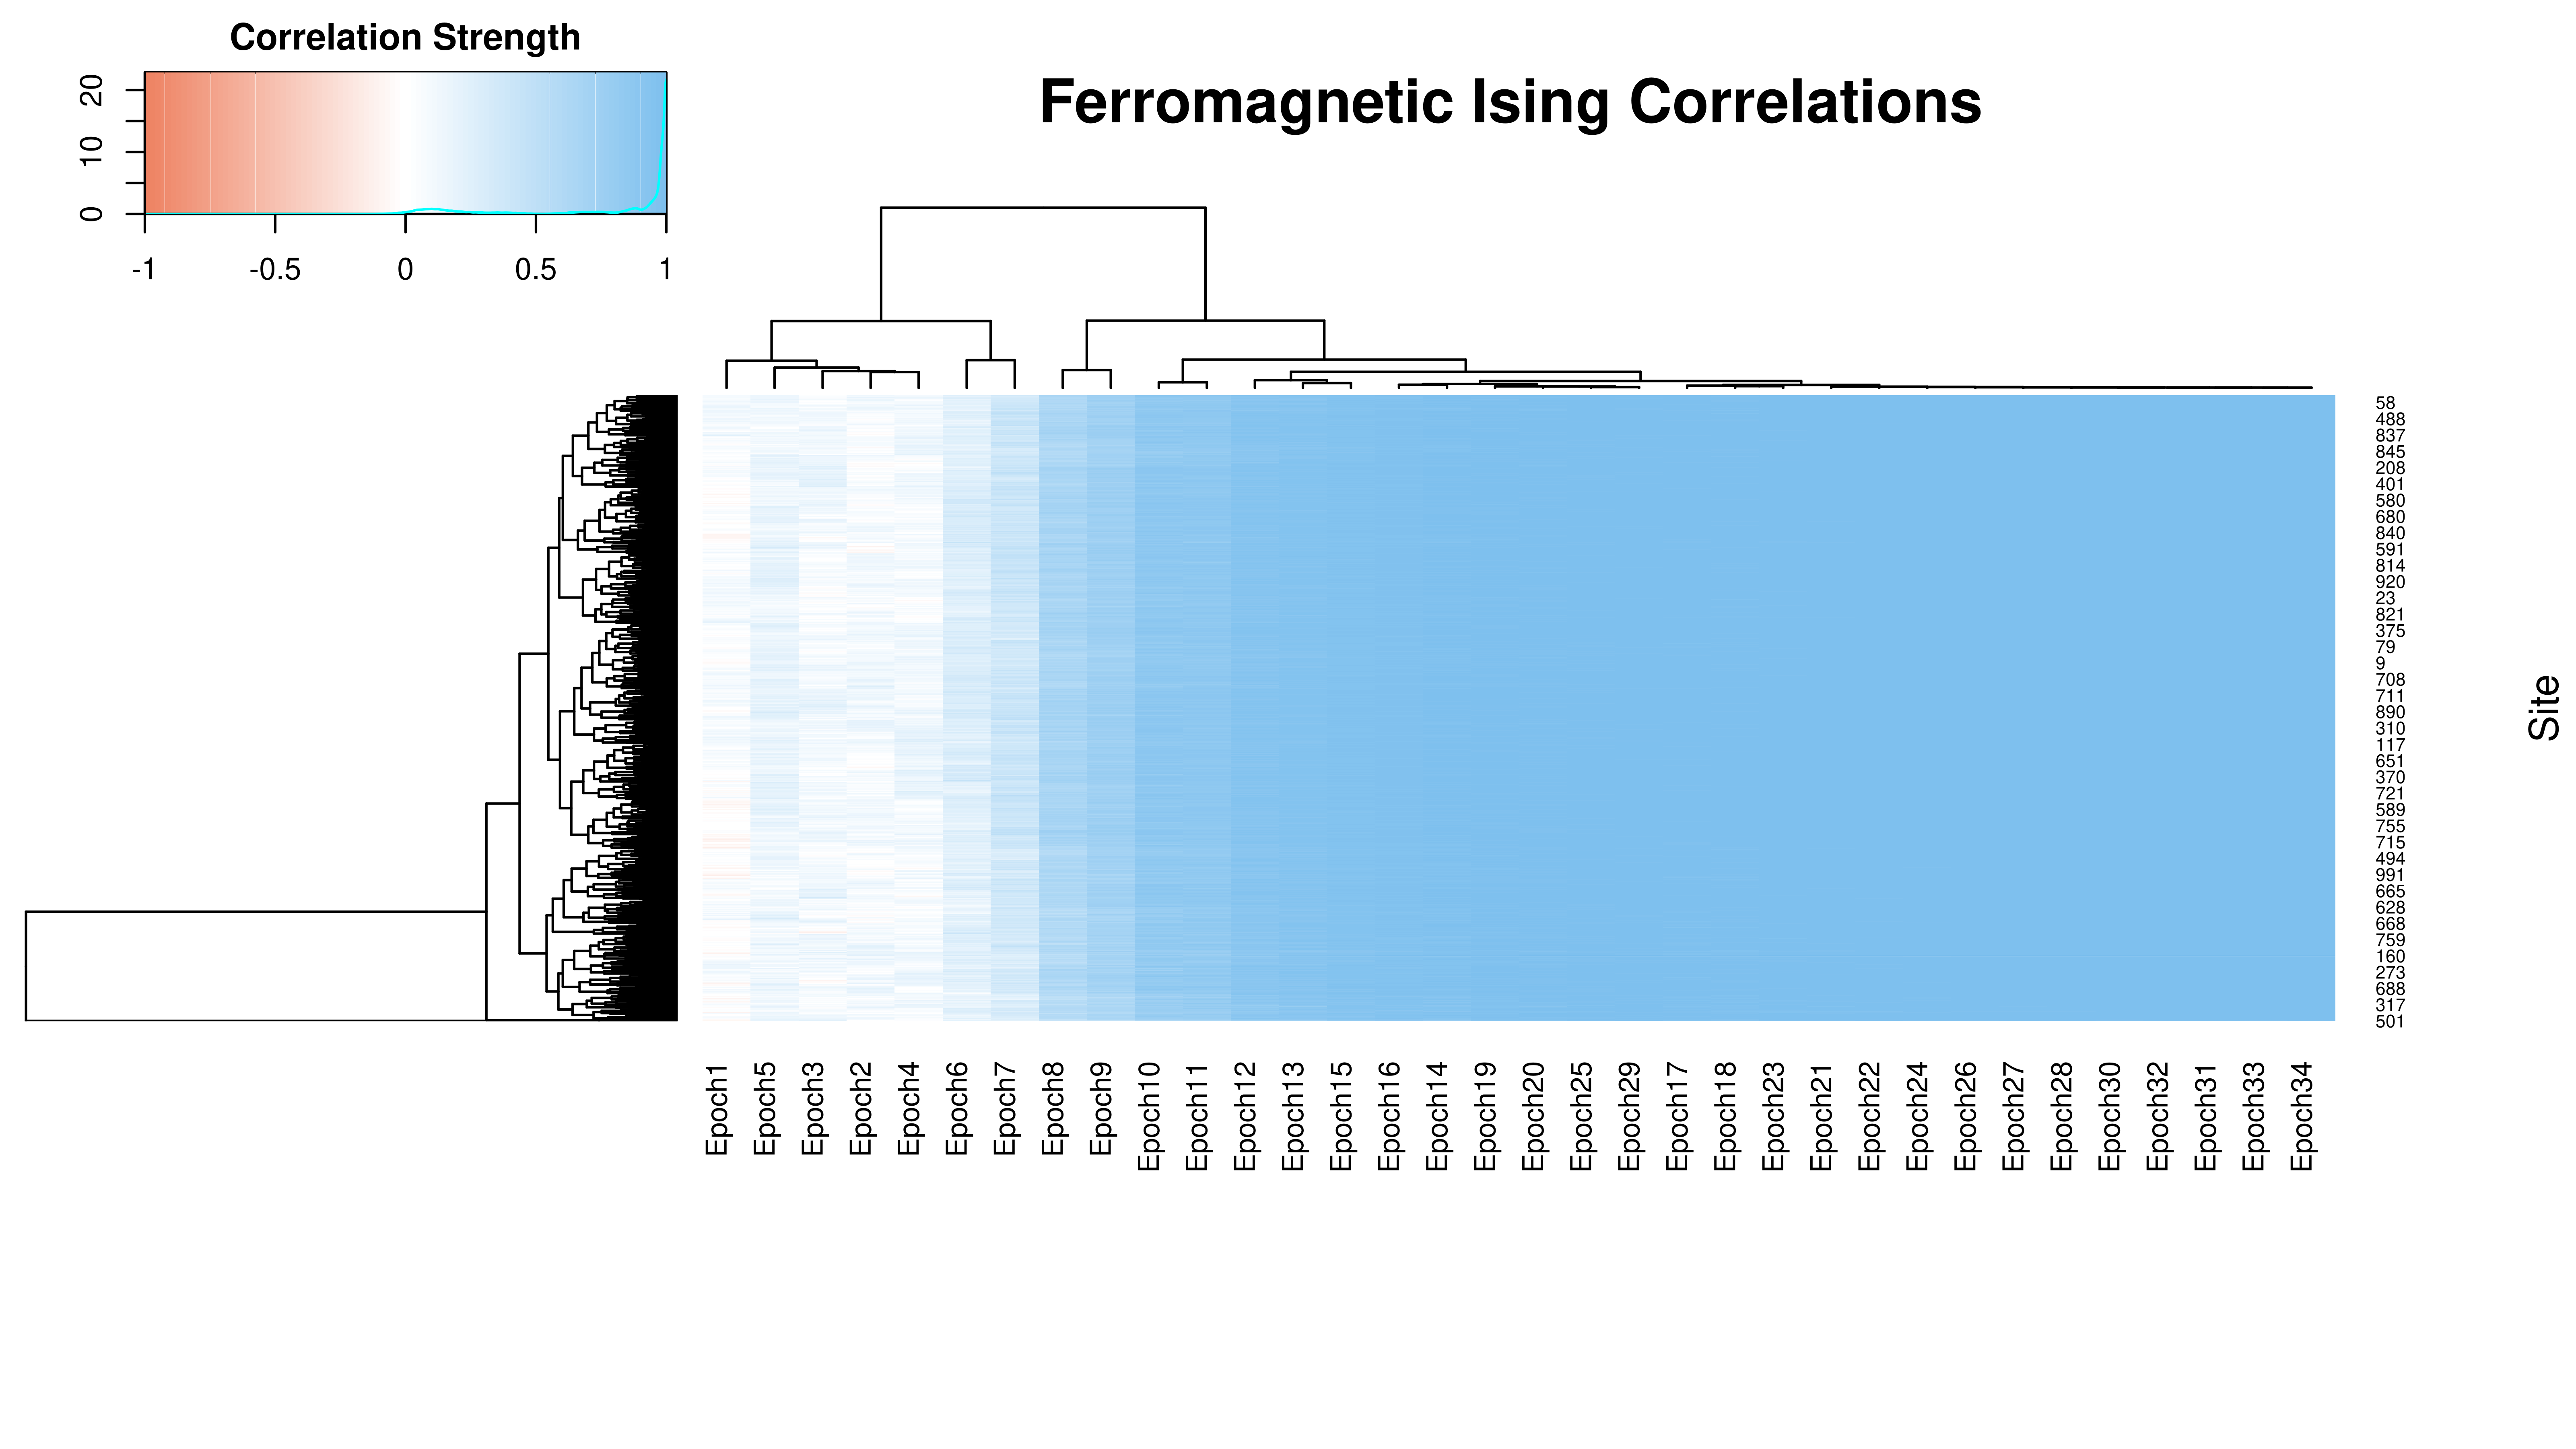 Correlation Strength
0 10 20
-1 -0.5 0 0.5 1
Ferromagnetic Ising Correlations
58
488
837
845
208
401
580
680
840
591
814
920
23
821
375
79
9
708
711
890
310
117
651
370
721
589
755
715
494
991
665
628
668
759
160
273
688
317
501
Site
Epoch1
Epoch5
Epoch3
Epoch2
Epoch4
Epoch6
Epoch7
Epoch8
Epoch9
Epoch10
Epoch11
Epoch12
Epoch13
Epoch15
Epoch16
Epoch14
Epoch19
Epoch20
Epoch25
Epoch29
Epoch17
Epoch18
Epoch23
Epoch21
Epoch22
Epoch24
Epoch26
Epoch27
Epoch28
Epoch30
Epoch32
Epoch31
Epoch33
Epoch34